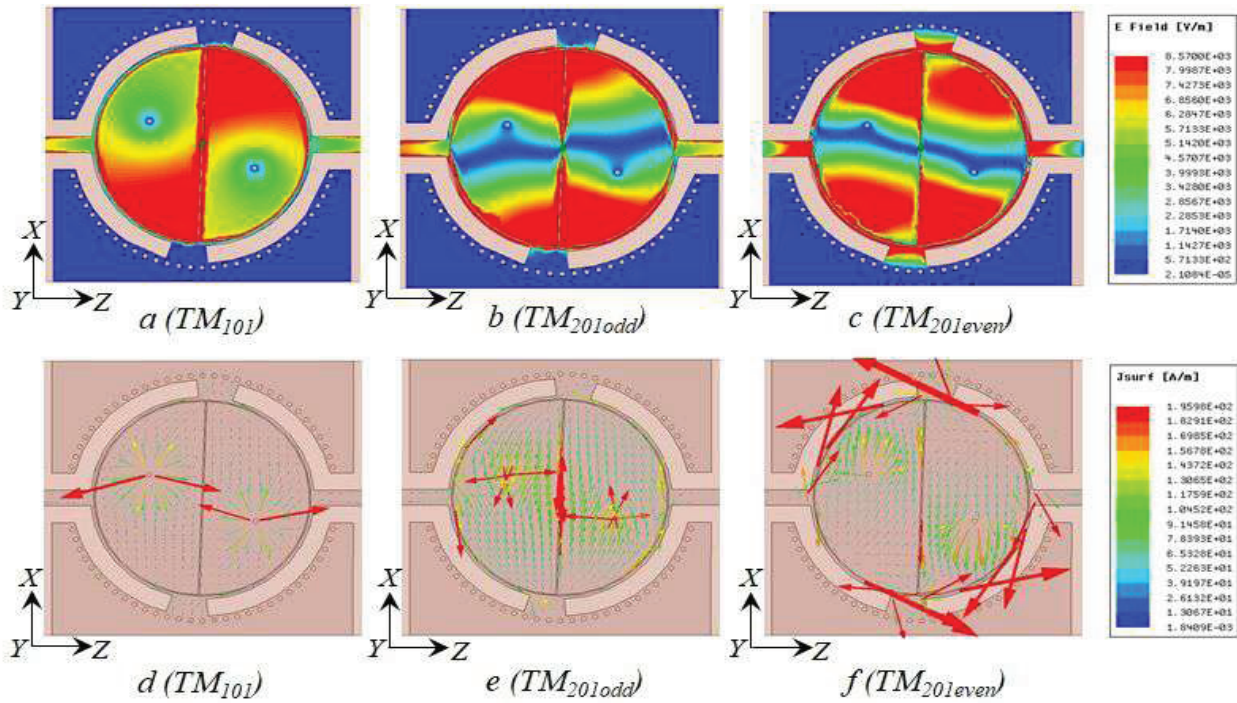 E Field [V/m]
8.5700E+03
7.9987E+03
7.4273E+03
6.8560E+03
6.2847E+03
5.7133E+03
5.1420E+03
4.5707E+03
3.9993E+03
3.4280E+03
2.8567E+03
2.2853E+03
1.7140E+03
1.1427E+03
5.7133E+02
2.1084E-05
X
Y
Z
X
Y
Z
X
Y
Z
a (TM101)
b (TM201odd)
c (TM201even)
Jsurf [A/m]
1.9598E+02
1.8291E+02
1.6985E+02
1.5678E+02
1.4372E+02
1.3065E+02
1.1759E+02
1.0452E+02
9.1458E+01
7.8393E+01
6.5328E+01
5.2263E+01
3.9197E+01
2.6132E+01
1.3067E+01
1.8409E-03
X
Y
Z
X
Y
Z
X
Y
Z
d (TM101)
e (TM201odd)
f (TM201even)